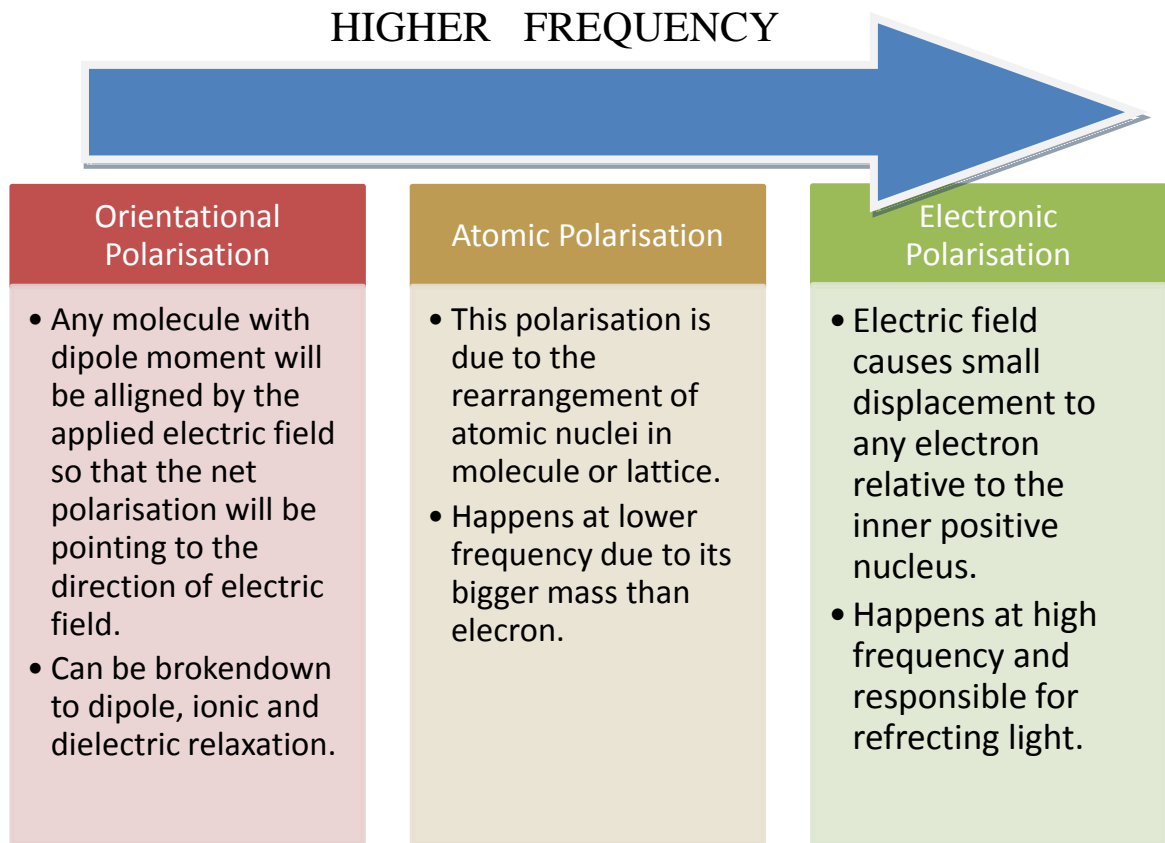 HIGHER FREQUENCY
Orientational
Polarisation
• Any molecule with
dipole moment will
be alligned by the
applied electric field
so that the net
polarisation will be
pointing to the
direction of electric
field.
• Can be brokendown
to dipole, ionic and
dielectric relaxation.
Atomic Polarisation
• This polarisation is
due to the
rearrangement of
atomic nuclei in
molecule or lattice.
• Happens at lower
frequency due to its
bigger mass than
elecron.
Electronic
Polarisation
• Electric field
causes small
displacement to
any electron
relative to the
inner positive
nucleus.
• Happens at high
frequency and
responsible for
refrecting light.